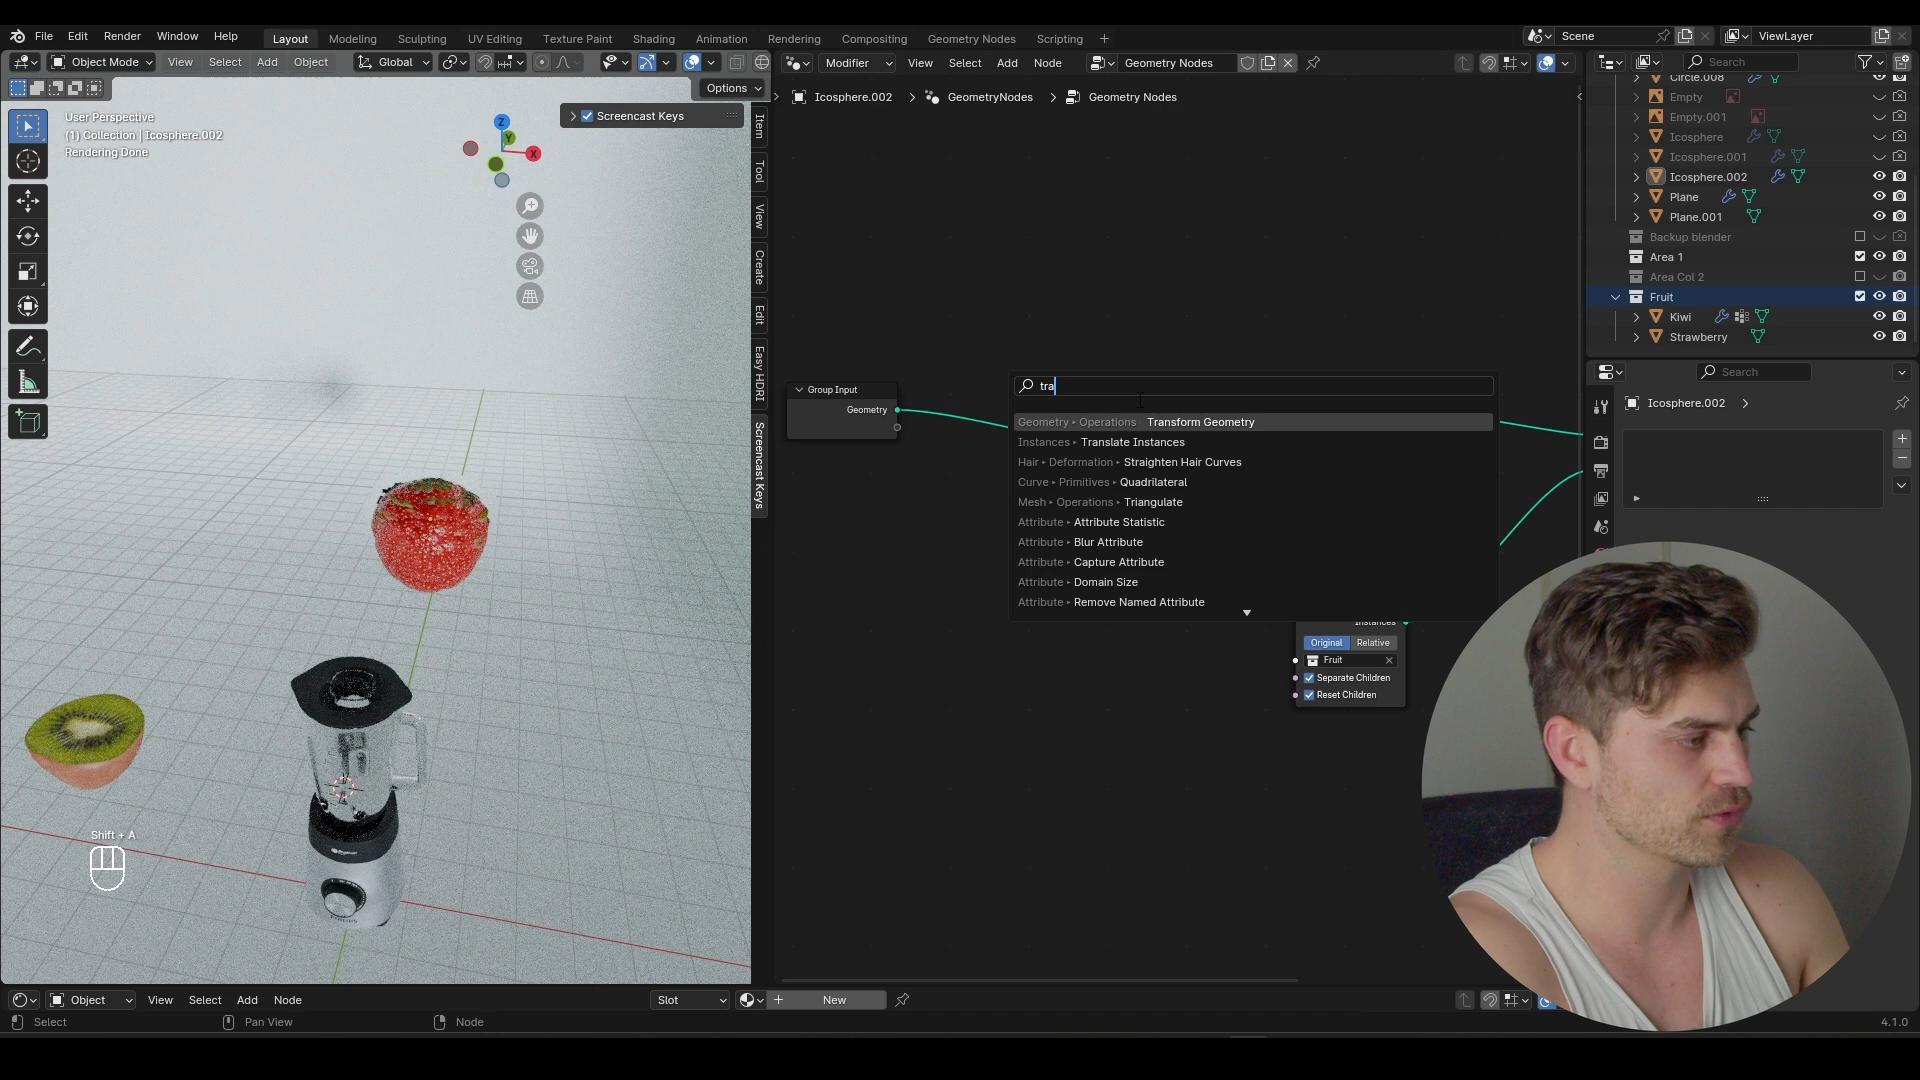 File Edit Render Window Help Layout Modeling Sculpting UV Editing Texture Paint Shading Animation Rendering Compositing Geometry Nodes Scripting + Scene ViewLayer
Object Mode View Select Add Object Global
Modifier View Select Add Node Geometry Nodes
Search
Options
Icosphere.002 > GeometryNodes > Geometry Nodes
User Perspective
(1) Collection | Icosphere.002
Rendering Done
Screencast Keys
Z
Y
X
Item
Tool
View
Create
Edit
Easy HDRI
Screencast Keys
Group Input
Geometry
tra
Geometry ▸ Operations Transform Geometry
Instances ▸ Translate Instances
Hair ▸ Deformation ▸ Straighten Hair Curves
Curve ▸ Primitives ▸ Quadrilateral
Mesh ▸ Operations ▸ Triangulate
Attribute ▸ Attribute Statistic
Attribute ▸ Blur Attribute
Attribute ▸ Capture Attribute
Attribute ▸ Domain Size
Attribute ▸ Remove Named Attribute
Instances
Original Relative
Fruit
Separate Children
Reset Children
Circle.008
Empty
Empty.001
Icosphere
Icosphere.001
Icosphere.002
Plane
Plane.001
Backup blender
Area 1
Area Col 2
Fruit
Kiwi
Strawberry
Search
Icosphere.002
Shift + A
Object View Select Add Node Slot New
Select Pan View Node 4.1.0